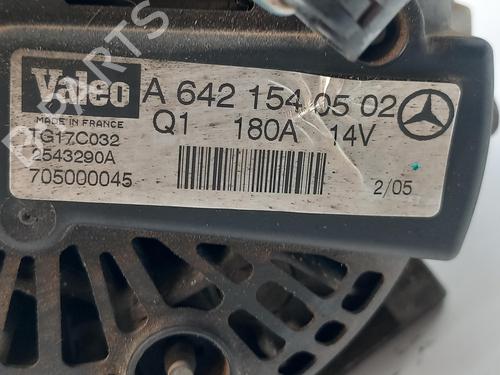 Valeo
A 642 154 05 02
MADE IN FRANCE
Q1 180A 14V
TG17C032
2543290A
705000045
2/05